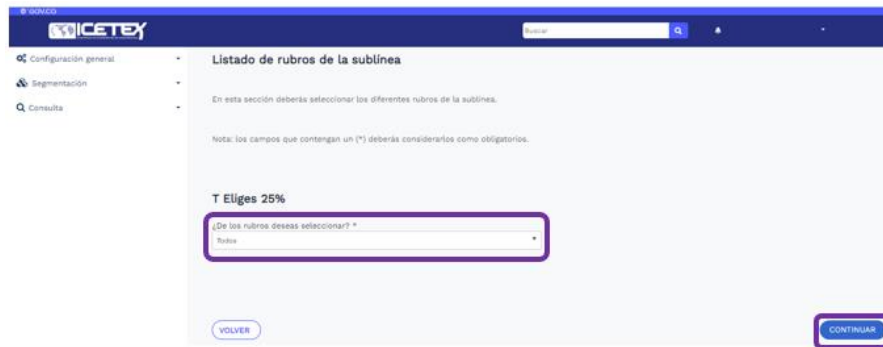 GOV.CO
ICETEX
Buscar
Configuración general
Segmentación
Consulta
Listado de rubros de la sublínea
En esta sección deberás seleccionar los diferentes rubros de la sublínea.
Nota: los campos que contengan un (*) deberás considerarlos como obligatorios.
T Eliges 25%
¿De los rubros deseas seleccionar? *
Todos
VOLVER
CONTINUAR